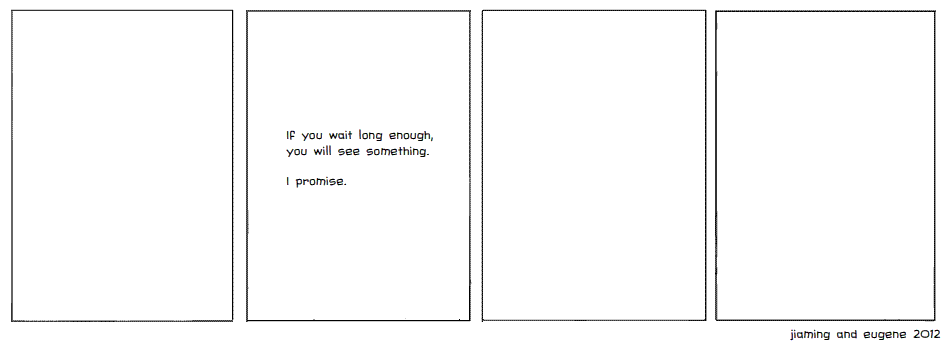 If you wait long enough,
you will see something.
I promise.
jiaming and eugene 2012